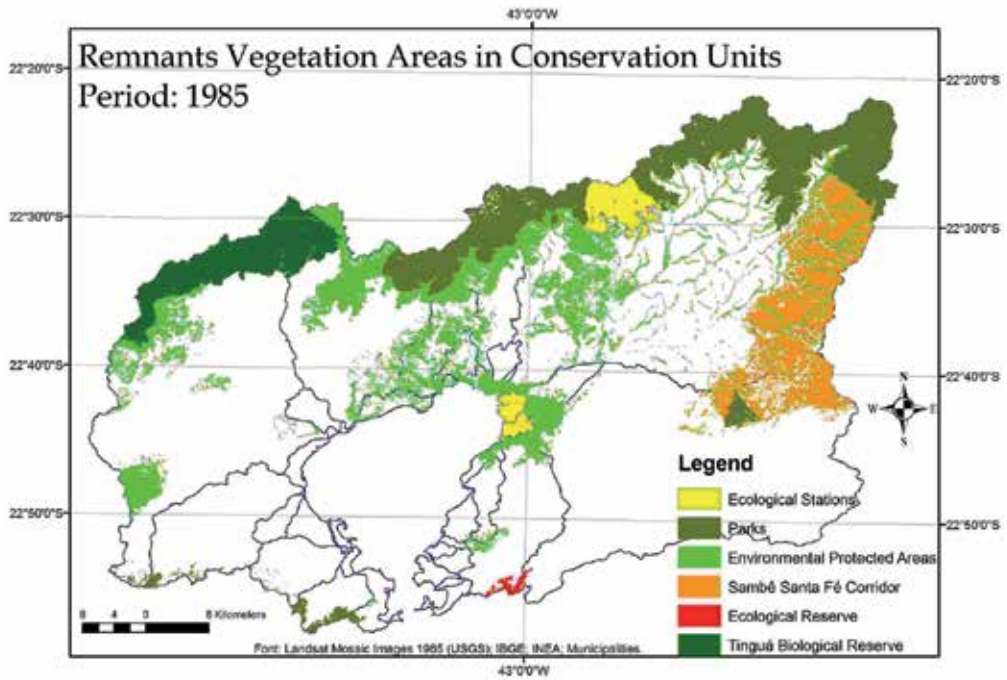 43°0'0"W
Remnants Vegetation Areas in Conservation Units
Period: 1985
22°20'0"S
22°20'0"S
22°30'0"S
22°30'0"S
22°40'0"S
22°40'0"S
N
W
E
S
Legend
Ecological Stations
22°50'0"S
22°50'0"S
Parks
Environmental Protected Areas
Sambê Santa Fé Corridor
Ecological Reserve
Tinguá Biological Reserve
8 4 0 8 Kilometers
Font: Landsat Mosaic Images 1985 (USGS); IBGE; INEA; Municipalities.
43°0'0"W